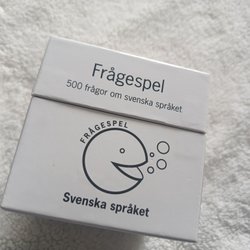 Frågespel
500 frågor om svenska språket
FRÅGESPEL
Svenska språket